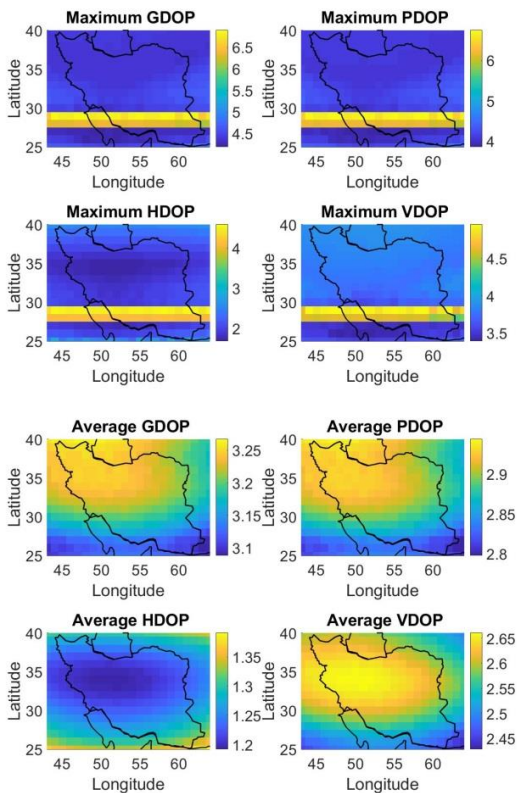 Maximum GDOP
Maximum PDOP
40
35
30
25
Latitude
45 50 55 60
Longitude
6.5
6
5.5
5
4.5
40
35
30
25
Latitude
45 50 55 60
Longitude
6
5
4
Maximum HDOP
Maximum VDOP
40
35
30
25
Latitude
45 50 55 60
Longitude
4
3
2
40
35
30
25
Latitude
45 50 55 60
Longitude
4.5
4
3.5
Average GDOP
Average PDOP
40
35
30
25
Latitude
45 50 55 60
Longitude
3.25
3.2
3.15
3.1
40
35
30
25
Latitude
45 50 55 60
Longitude
2.9
2.85
2.8
Average HDOP
Average VDOP
40
35
30
25
Latitude
45 50 55 60
Longitude
1.35
1.3
1.25
1.2
40
35
30
25
Latitude
45 50 55 60
Longitude
2.65
2.6
2.55
2.5
2.45